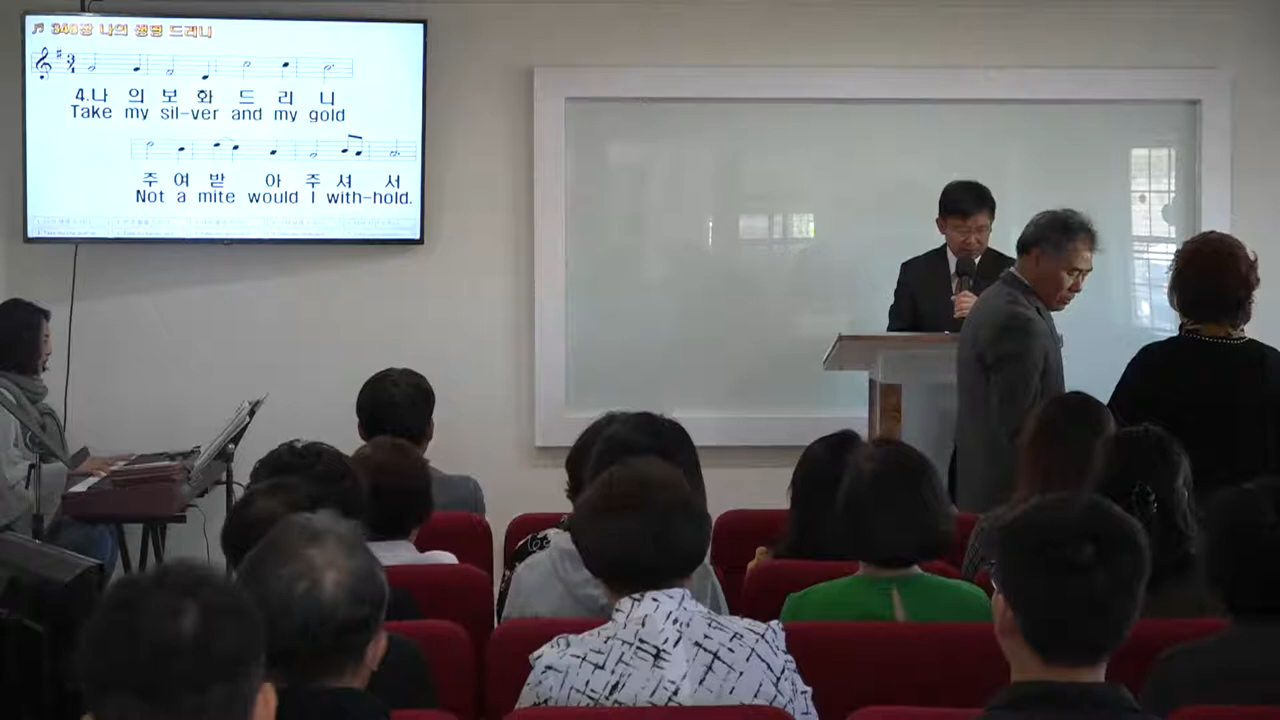 348장 나의 생명 드리니
4.나 의 보 화 드 리 니
Take my sil-ver and my gold
주 여 받 아 주 셔 서
Not a mite would I with-hold.